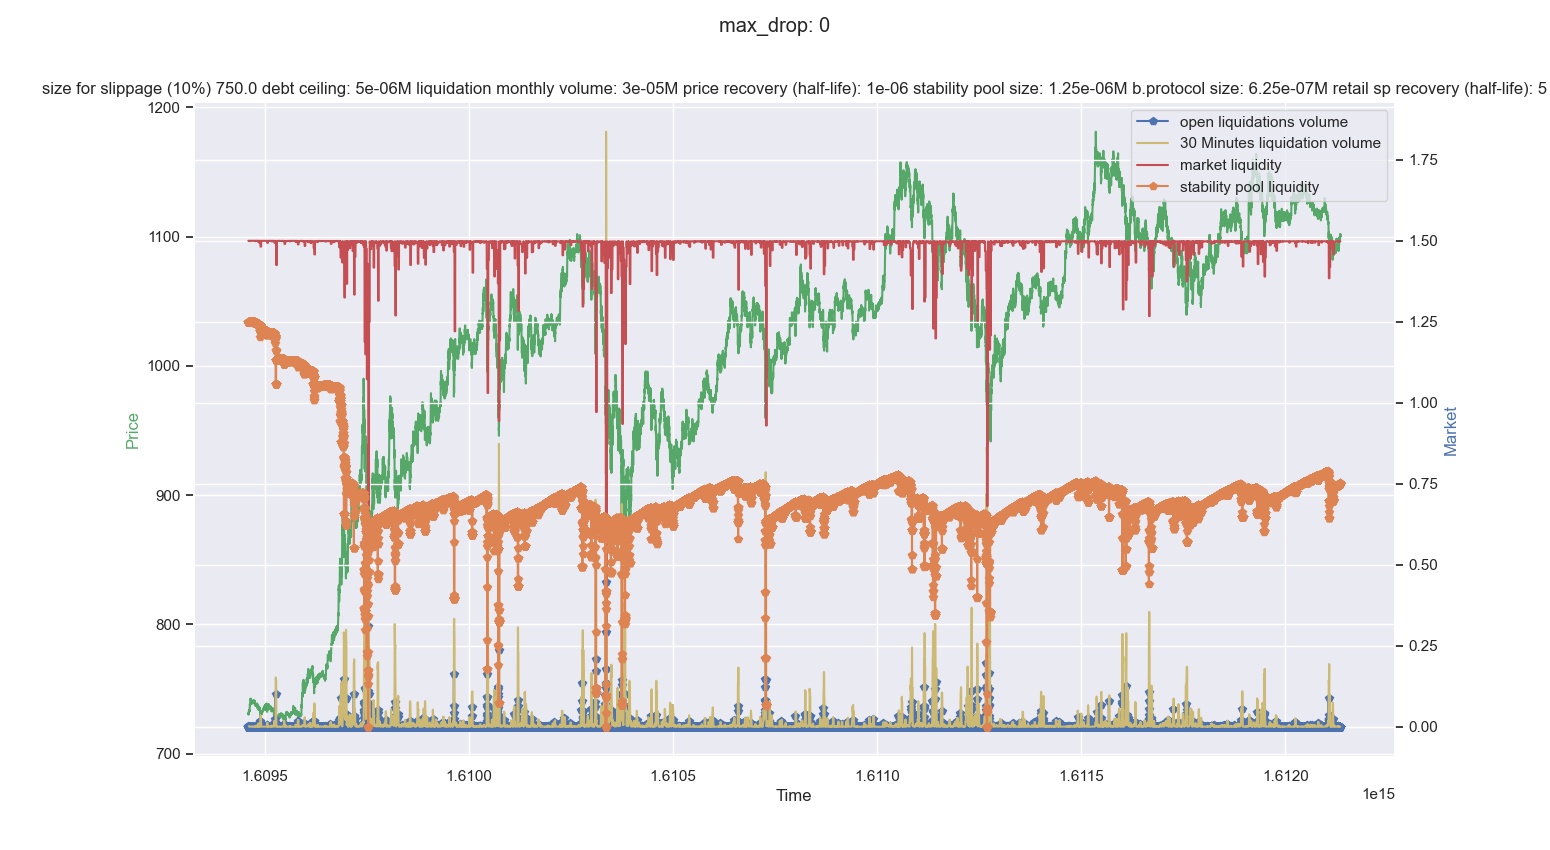 max_drop: 0
size for slippage (10%) 750.0 debt ceiling: 5e-06M liquidation monthly volume: 3e-05M price recovery (half-life): 1e-06 stability pool size: 1.25e-06M b.protocol size: 6.25e-07M retail sp recovery (half-life): 5
open liquidations volume
30 Minutes liquidation volume
market liquidity
stability pool liquidity
1200
1100
1000
900
800
700
Price
1.75
1.50
1.25
1.00
0.75
0.50
0.25
0.00
Market
1.6095 1.6100 1.6105 1.6110 1.6115 1.6120
1e15
Time